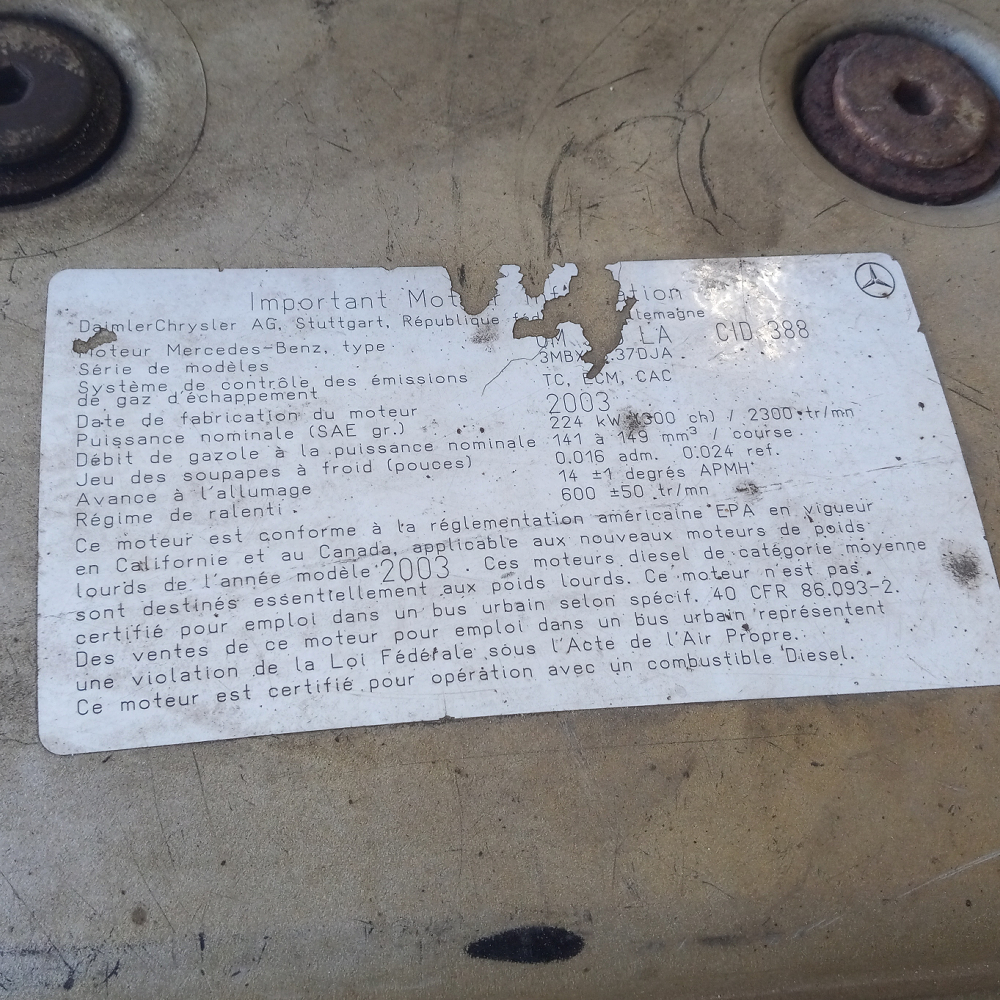 Important
DaimlerChrysler AG, Stuttgart, République
Moteur Mercedes-Benz, type LA CID 388
Série de modèles
Système de contrôle des émissions TC, ECM, CAC
de gaz d'échappement
Date de fabrication du moteur 2003
Puissance nominale (SAE gr.) 224 kW (300 ch) / 2300 tr/mn
Débit de gazole à la puissance nominale 141 à 149 mm³ / course
Jeu des soupapes à froid (pouces) 0.016 adm. 0.024 ref.
Avance à l'allumage 14 ±1 degrés APMH
Régime de ralenti 600 ±50 tr/mn
Ce moteur est conforme à la réglementation américaine EPA en vigueur
en Californie et au Canada, applicable aux nouveaux moteurs de poids
lourds de l'année modèle 2003. Ces moteurs diesel de catégorie moyenne
sont destinés essentiellement aux poids lourds. Ce moteur n'est pas
certifié pour emploi dans un bus urbain selon spécif. 40 CFR 86.093-2.
Des ventes de ce moteur pour emploi dans un bus urbain représentent
une violation de la Loi Fédérale sous l'Acte de l'Air Propre.
Ce moteur est certifié pour opération avec un combustible Diesel.